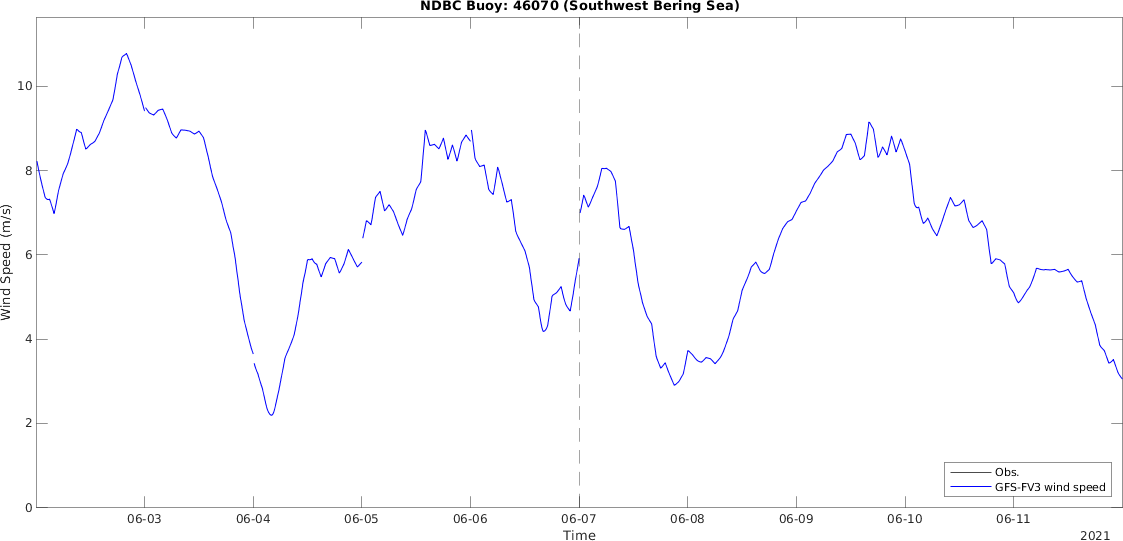 NDBC Buoy: 46070 (Southwest Bering Sea)
Wind Speed (m/s)
10
8
6
4
2
0
06-03 06-04 06-05 06-06 06-07 06-08 06-09 06-10 06-11
Time
2021
Obs.
GFS-FV3 wind speed